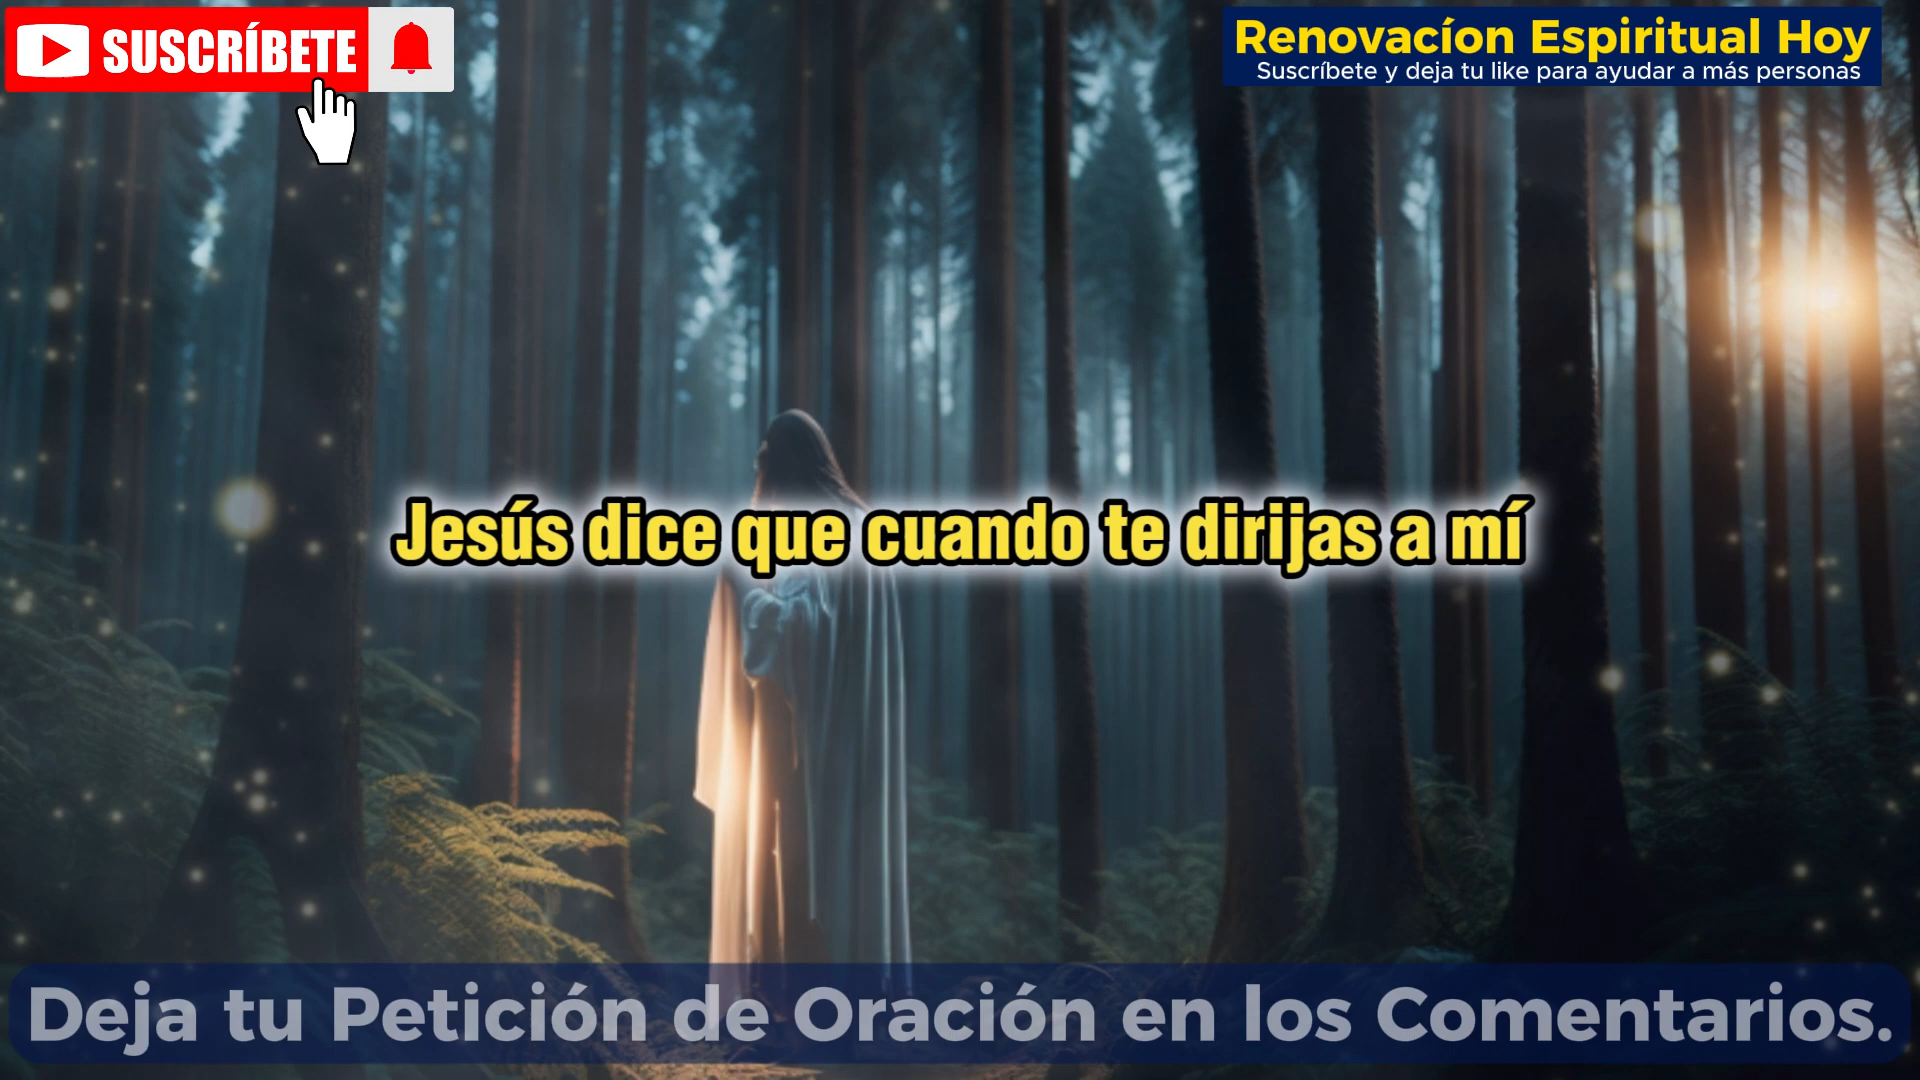 SUSCRÍBETE
Renovacíon Espiritual Hoy
Suscríbete y deja tu like para ayudar a más personas
Jesús dice que cuando te dirijas a mí
Deja tu Petición de Oración en los Comentarios.